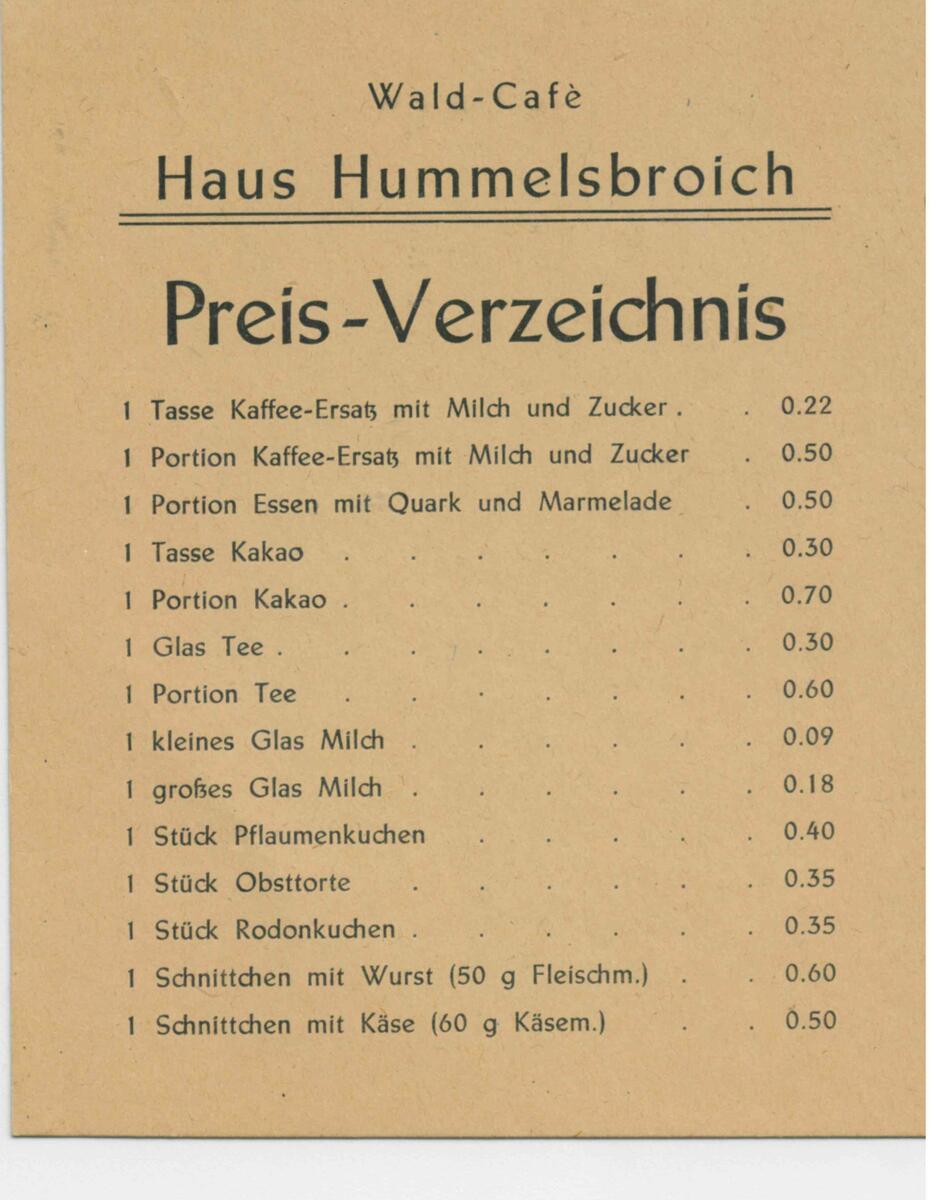 Wald-Cafè
Haus Hummelsbroich
Preis-Verzeichnis
1 Tasse Kaffee-Ersatz mit Milch und Zucker . . 0.22
1 Portion Kaffee-Ersatz mit Milch und Zucker . 0.50
1 Portion Essen mit Quark und Marmelade . 0.50
1 Tasse Kakao . . . . . . . 0.30
1 Portion Kakao . . . . . . . 0.70
1 Glas Tee . . . . . . . . 0.30
1 Portion Tee . . . . . . . 0.60
1 kleines Glas Milch . . . . . . 0.09
1 großes Glas Milch . . . . . . 0.18
1 Stück Pflaumenkuchen . . . . . 0.40
1 Stück Obsttorte . . . . . . 0.35
1 Stück Rodonkuchen . . . . . . 0.35
1 Schnittchen mit Wurst (50 g Fleischm.) . . 0.60
1 Schnittchen mit Käse (60 g Käsem.) . . 0.50